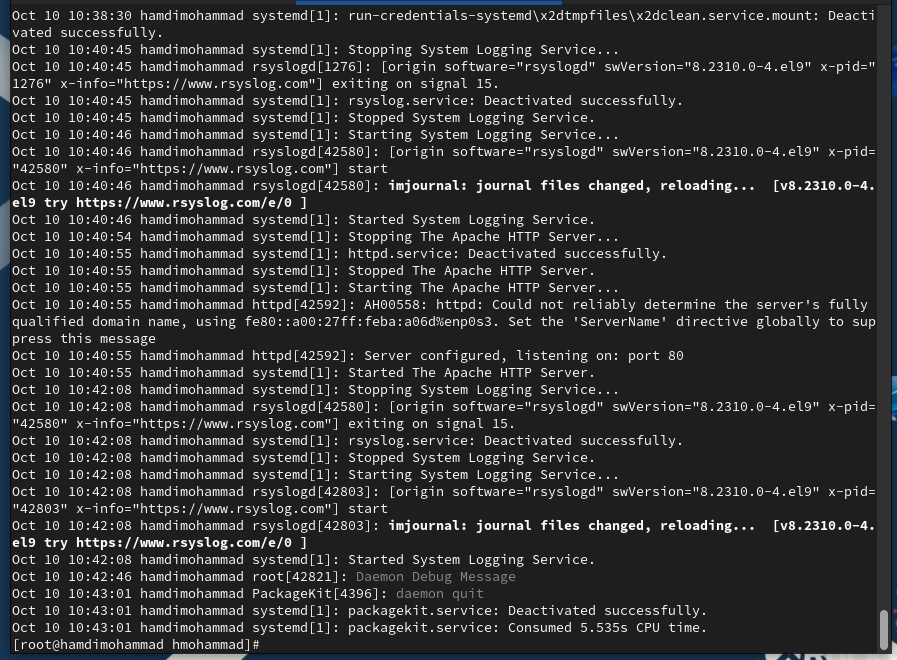 Oct 10 10:38:30 hamdimohammad systemd[1]: run-credentials-systemd\x2dtmpfiles\x2dclean.service.mount: Deacti
vated successfully.
Oct 10 10:40:45 hamdimohammad systemd[1]: Stopping System Logging Service...
Oct 10 10:40:45 hamdimohammad rsyslogd[1276]: [origin software="rsyslogd" swVersion="8.2310.0-4.el9" x-pid="
1276" x-info="https://www.rsyslog.com"] exiting on signal 15.
Oct 10 10:40:45 hamdimohammad systemd[1]: rsyslog.service: Deactivated successfully.
Oct 10 10:40:45 hamdimohammad systemd[1]: Stopped System Logging Service.
Oct 10 10:40:46 hamdimohammad systemd[1]: Starting System Logging Service...
Oct 10 10:40:46 hamdimohammad rsyslogd[42580]: [origin software="rsyslogd" swVersion="8.2310.0-4.el9" x-pid=
"42580" x-info="https://www.rsyslog.com"] start
Oct 10 10:40:46 hamdimohammad rsyslogd[42580]: imjournal: journal files changed, reloading...  [v8.2310.0-4.
el9 try https://www.rsyslog.com/e/0 ]
Oct 10 10:40:46 hamdimohammad systemd[1]: Started System Logging Service.
Oct 10 10:40:54 hamdimohammad systemd[1]: Stopping The Apache HTTP Server...
Oct 10 10:40:55 hamdimohammad systemd[1]: httpd.service: Deactivated successfully.
Oct 10 10:40:55 hamdimohammad systemd[1]: Stopped The Apache HTTP Server.
Oct 10 10:40:55 hamdimohammad systemd[1]: Starting The Apache HTTP Server...
Oct 10 10:40:55 hamdimohammad httpd[42592]: AH00558: httpd: Could not reliably determine the server's fully
qualified domain name, using fe80::a00:27ff:feba:a06d%enp0s3. Set the 'ServerName' directive globally to sup
press this message
Oct 10 10:40:55 hamdimohammad httpd[42592]: Server configured, listening on: port 80
Oct 10 10:40:55 hamdimohammad systemd[1]: Started The Apache HTTP Server.
Oct 10 10:42:08 hamdimohammad systemd[1]: Stopping System Logging Service...
Oct 10 10:42:08 hamdimohammad rsyslogd[42580]: [origin software="rsyslogd" swVersion="8.2310.0-4.el9" x-pid=
"42580" x-info="https://www.rsyslog.com"] exiting on signal 15.
Oct 10 10:42:08 hamdimohammad systemd[1]: rsyslog.service: Deactivated successfully.
Oct 10 10:42:08 hamdimohammad systemd[1]: Stopped System Logging Service.
Oct 10 10:42:08 hamdimohammad systemd[1]: Starting System Logging Service...
Oct 10 10:42:08 hamdimohammad rsyslogd[42803]: [origin software="rsyslogd" swVersion="8.2310.0-4.el9" x-pid=
"42803" x-info="https://www.rsyslog.com"] start
Oct 10 10:42:08 hamdimohammad rsyslogd[42803]: imjournal: journal files changed, reloading...  [v8.2310.0-4.
el9 try https://www.rsyslog.com/e/0 ]
Oct 10 10:42:08 hamdimohammad systemd[1]: Started System Logging Service.
Oct 10 10:42:46 hamdimohammad root[42821]: Daemon Debug Message
Oct 10 10:43:01 hamdimohammad PackageKit[4396]: daemon quit
Oct 10 10:43:01 hamdimohammad systemd[1]: packagekit.service: Deactivated successfully.
Oct 10 10:43:01 hamdimohammad systemd[1]: packagekit.service: Consumed 5.535s CPU time.
[root@hamdimohammad hmohammad]#